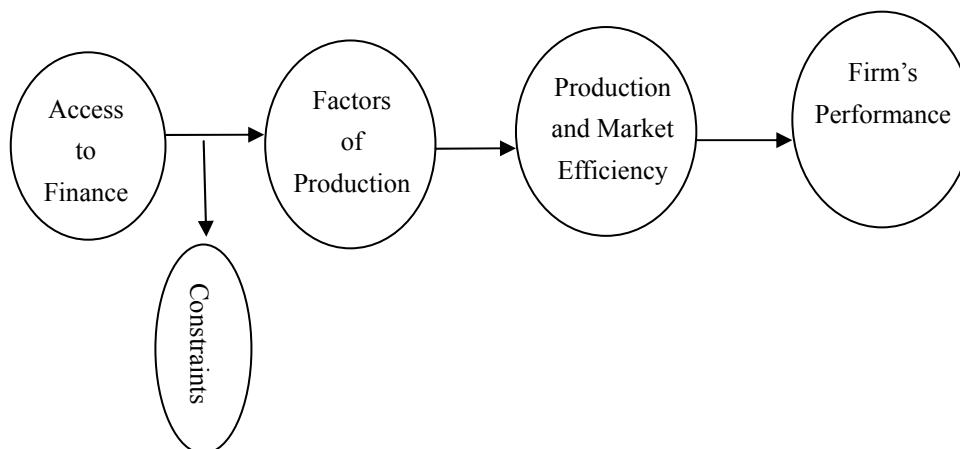 Access
to
Finance
Factors
of
Production
Production
and Market
Efficiency
Firm’s
Performance
Constraints